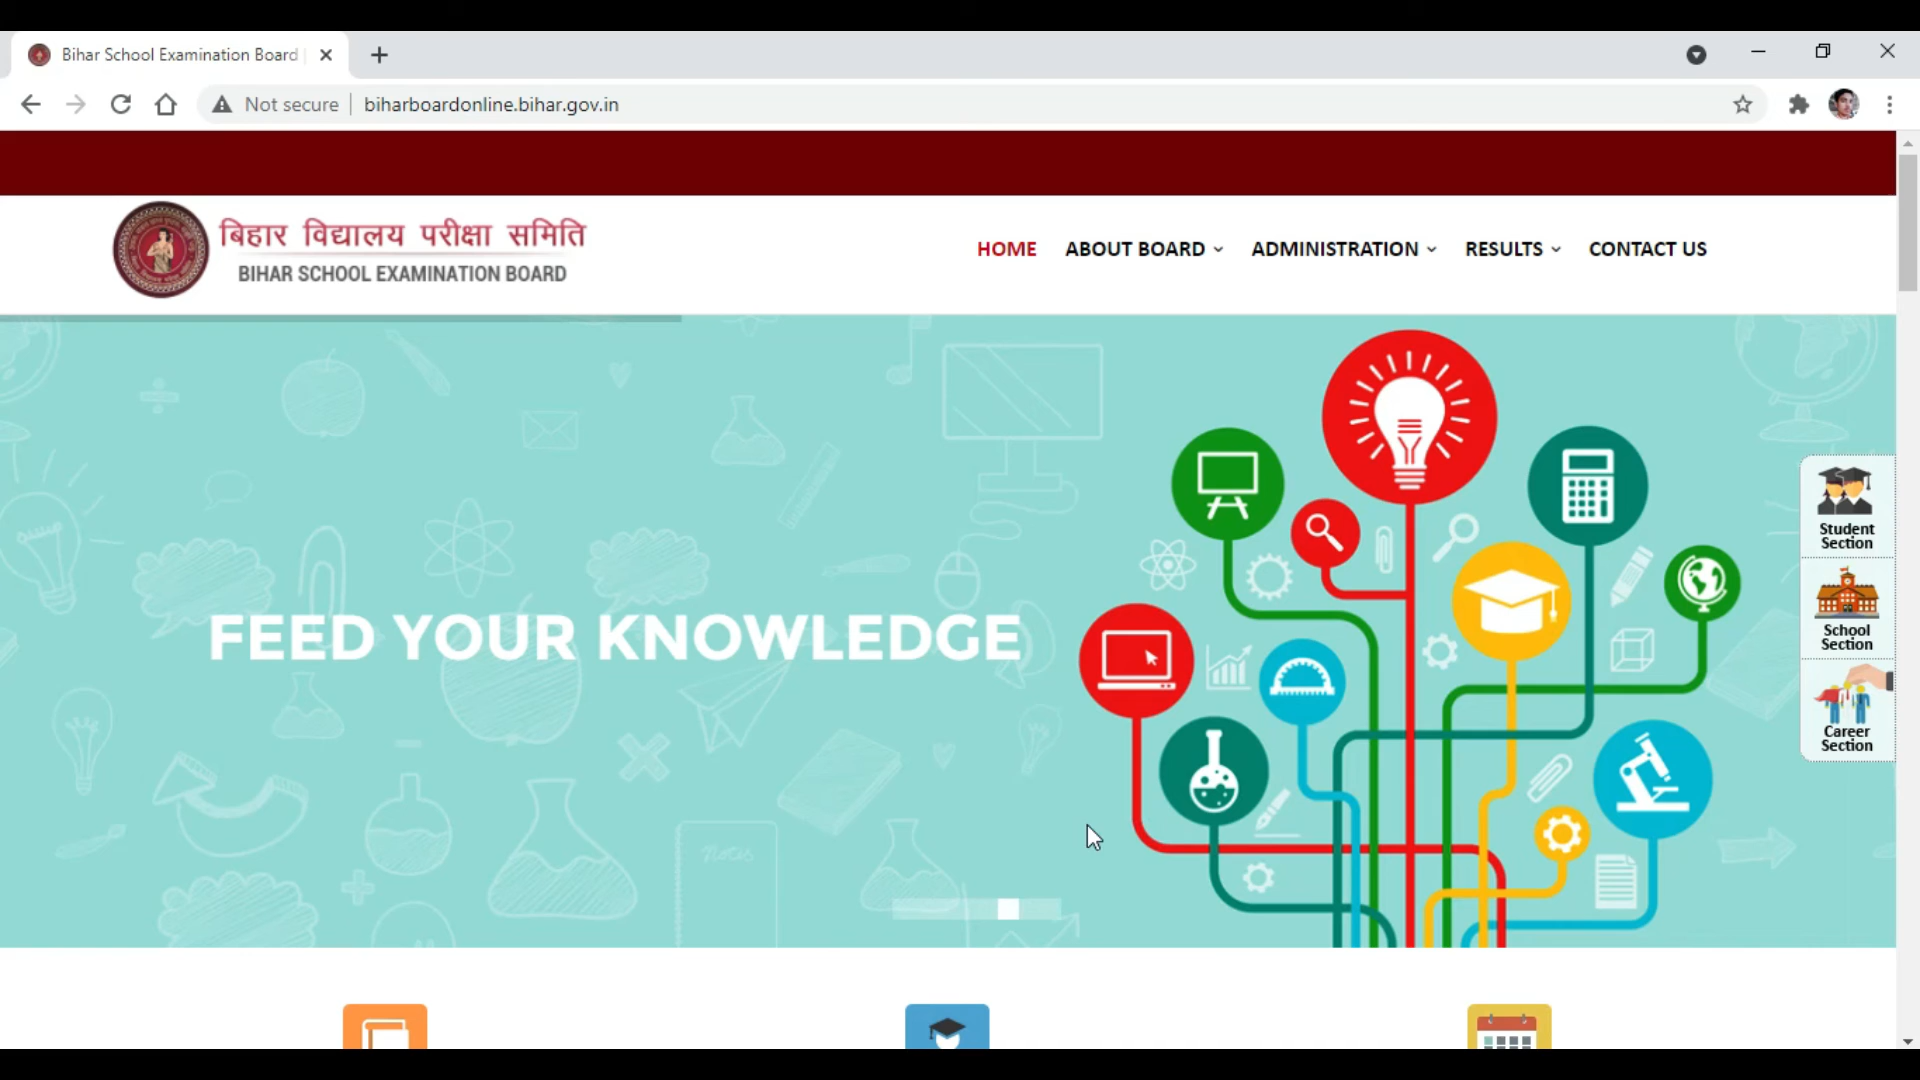 Bihar School Examination Board
Not secure
biharboardonline.bihar.gov.in
बिहार विद्यालय परीक्षा समिति
BIHAR SCHOOL EXAMINATION BOARD
HOME
ABOUT BOARD
ADMINISTRATION
RESULTS
CONTACT US
FEED YOUR KNOWLEDGE
Notes
Student
Section
School
Section
Career
Section